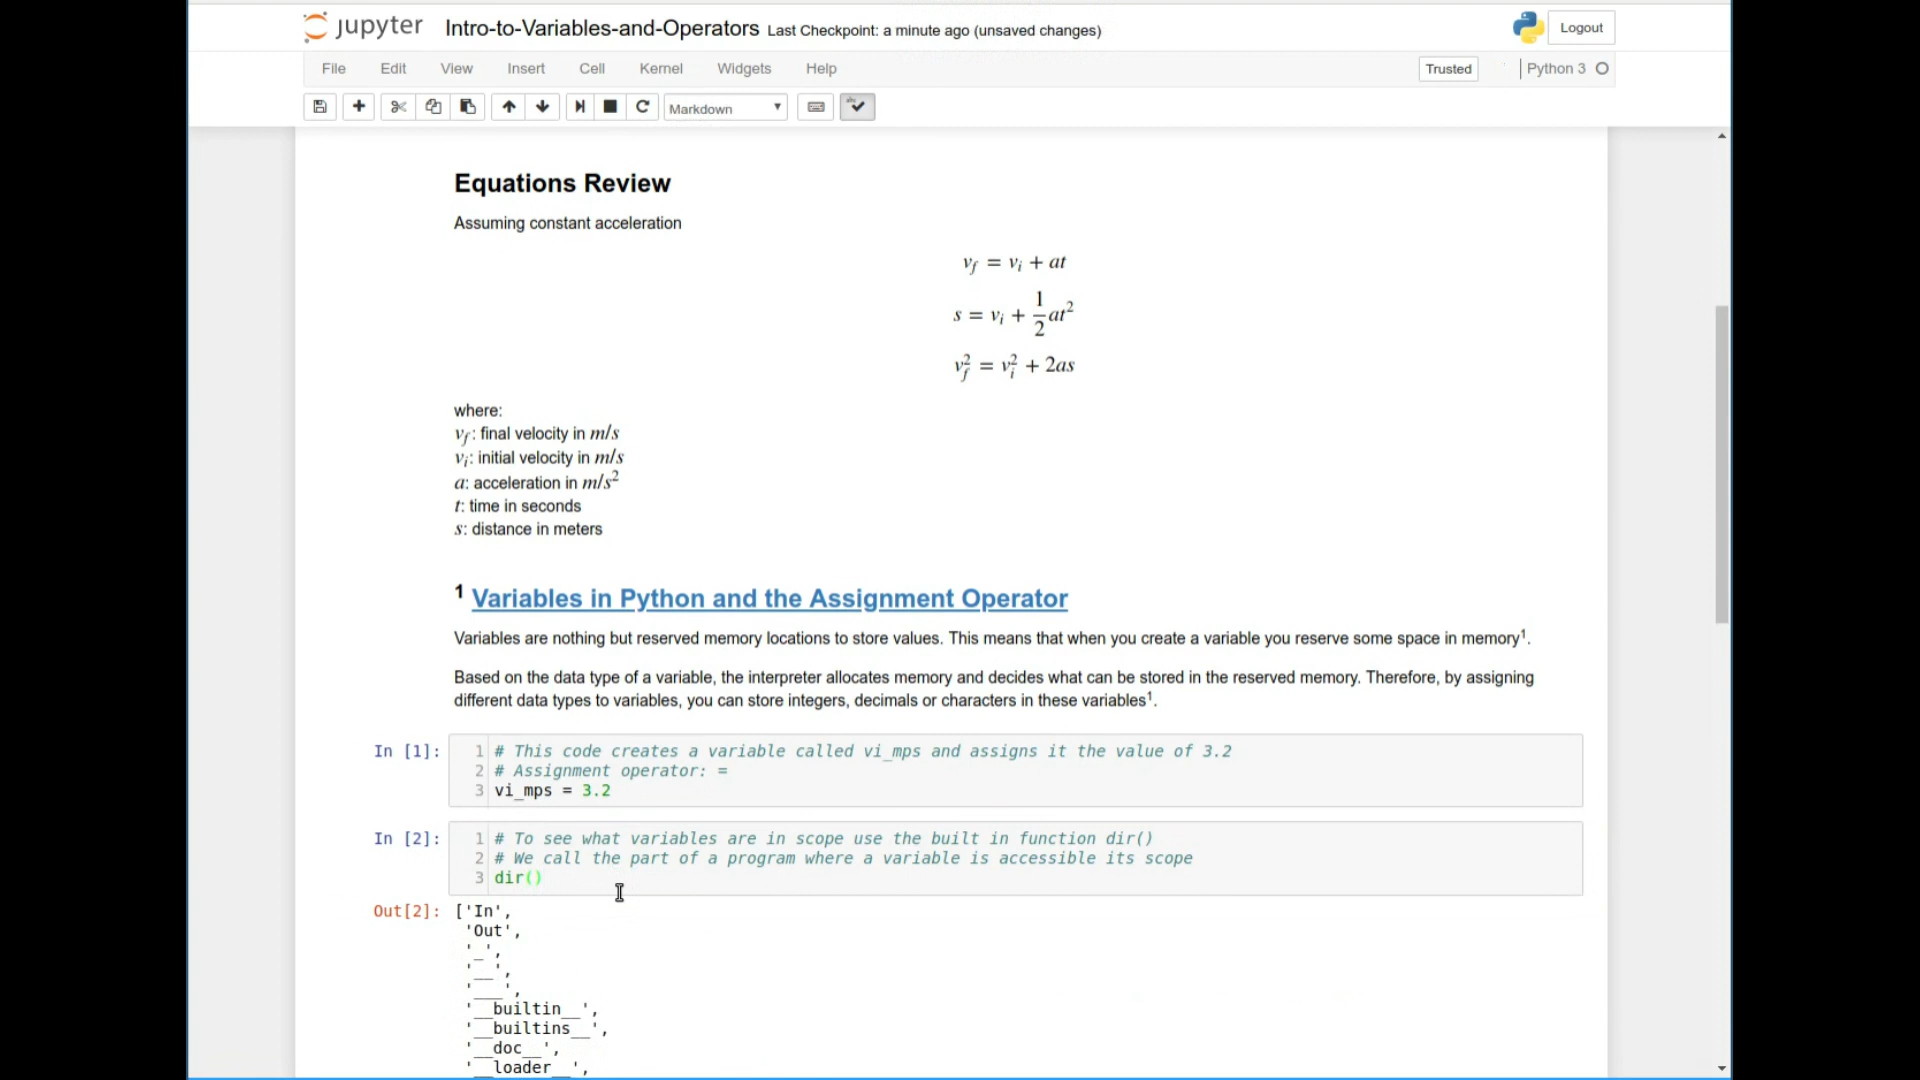 jupyter Intro-to-Variables-and-Operators Last Checkpoint: a minute ago (unsaved changes) Logout
File Edit View Insert Cell Kernel Widgets Help Trusted Python 3
Markdown
Equations Review
Assuming constant acceleration
v_f = v_i + at
s = v_i + 1/2 at²
v_f² = v_i² + 2as
where:
v_f: final velocity in m/s
v_i: initial velocity in m/s
a: acceleration in m/s²
t: time in seconds
s: distance in meters
¹ Variables in Python and the Assignment Operator
Variables are nothing but reserved memory locations to store values. This means that when you create a variable you reserve some space in memory¹.
Based on the data type of a variable, the interpreter allocates memory and decides what can be stored in the reserved memory. Therefore, by assigning
different data types to variables, you can store integers, decimals or characters in these variables¹.
In [1]: 1 # This code creates a variable called vi_mps and assigns it the value of 3.2
2 # Assignment operator: =
3 vi_mps = 3.2
In [2]: 1 # To see what variables are in scope use the built in function dir()
2 # We call the part of a program where a variable is accessible its scope
3 dir()
Out[2]: ['In',
'Out',
'_',
'__',
'___',
'__builtin__',
'__builtins__',
'__doc__',
'__loader__',